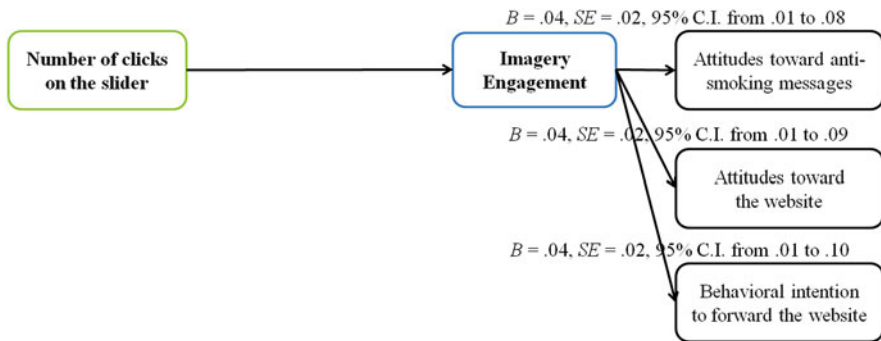 B = .04, SE = .02, 95% C.I. from .01 to .08
Number of clicks
on the slider
Imagery
Engagement
Attitudes toward anti-
smoking messages
B = .04, SE = .02, 95% C.I. from .01 to .09
Attitudes toward
the website
B = .04, SE = .02, 95% C.I. from .01 to .10
Behavioral intention
to forward the website